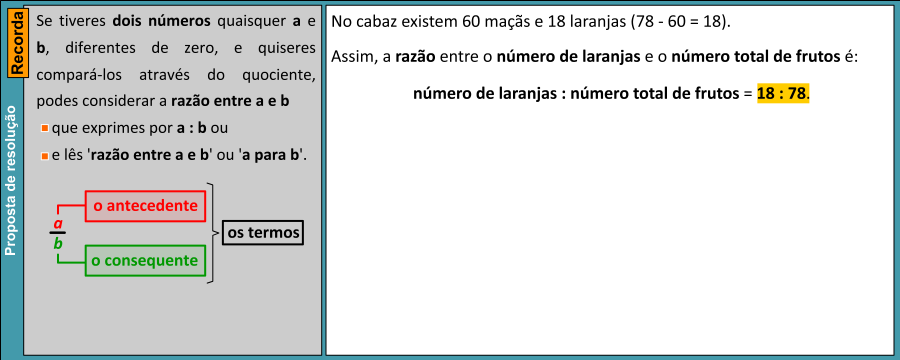 Recorda
Proposta de resolução
Se tiveres dois números quaisquer a e
b, diferentes de zero, e quiseres
compará-los através do quociente,
podes considerar a razão entre a e b
que exprimes por a : b ou
e lês 'razão entre a e b' ou 'a para b'.
a
b
o antecedente
o consequente
os termos
No cabaz existem 60 maçãs e 18 laranjas (78 - 60 = 18).
Assim, a razão entre o número de laranjas e o número total de frutos é:
número de laranjas : número total de frutos = 18 : 78.